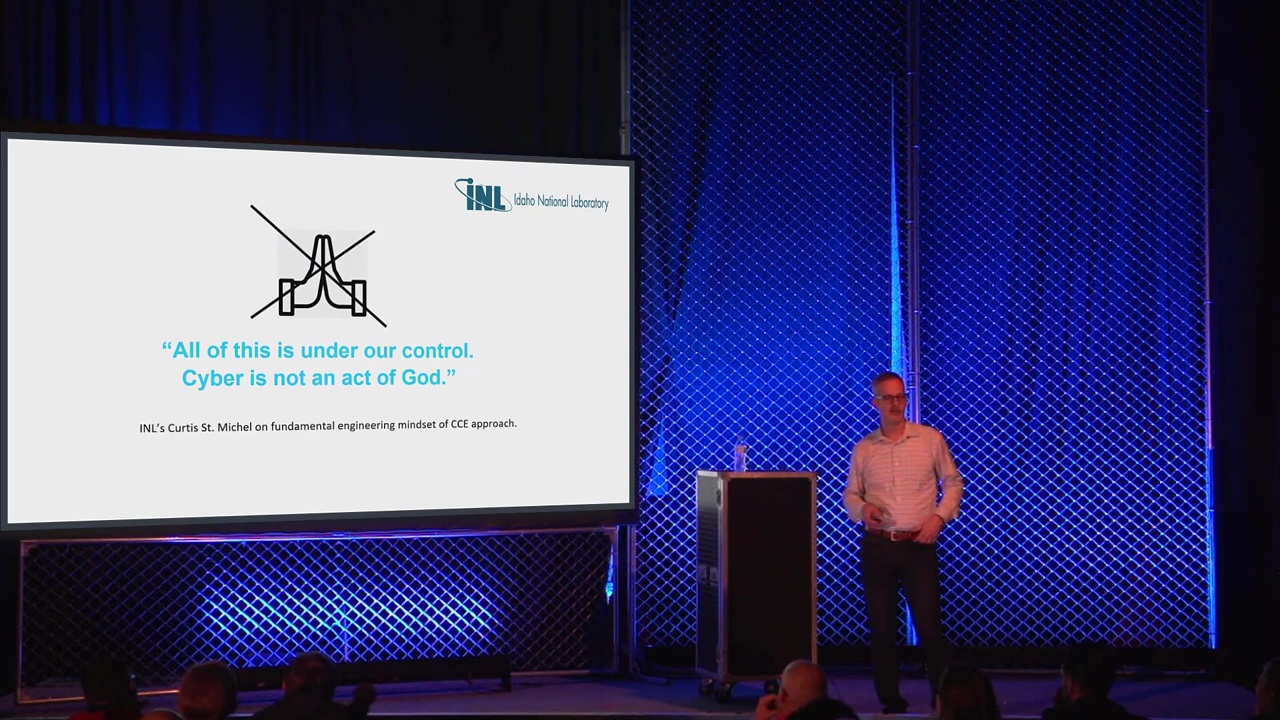 INL Idaho National Laboratory
“All of this is under our control.
Cyber is not an act of God.”
INL’s Curtis St. Michel on fundamental engineering mindset of CCE approach.